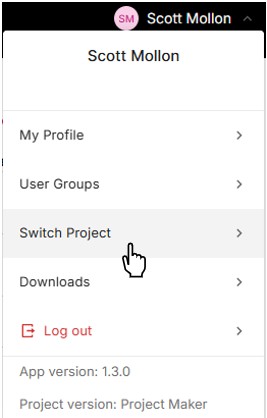 SM Scott Mollon
Scott Mollon
My Profile
User Groups
Switch Project
Downloads
Log out
App version: 1.3.0
Project version: Project Maker